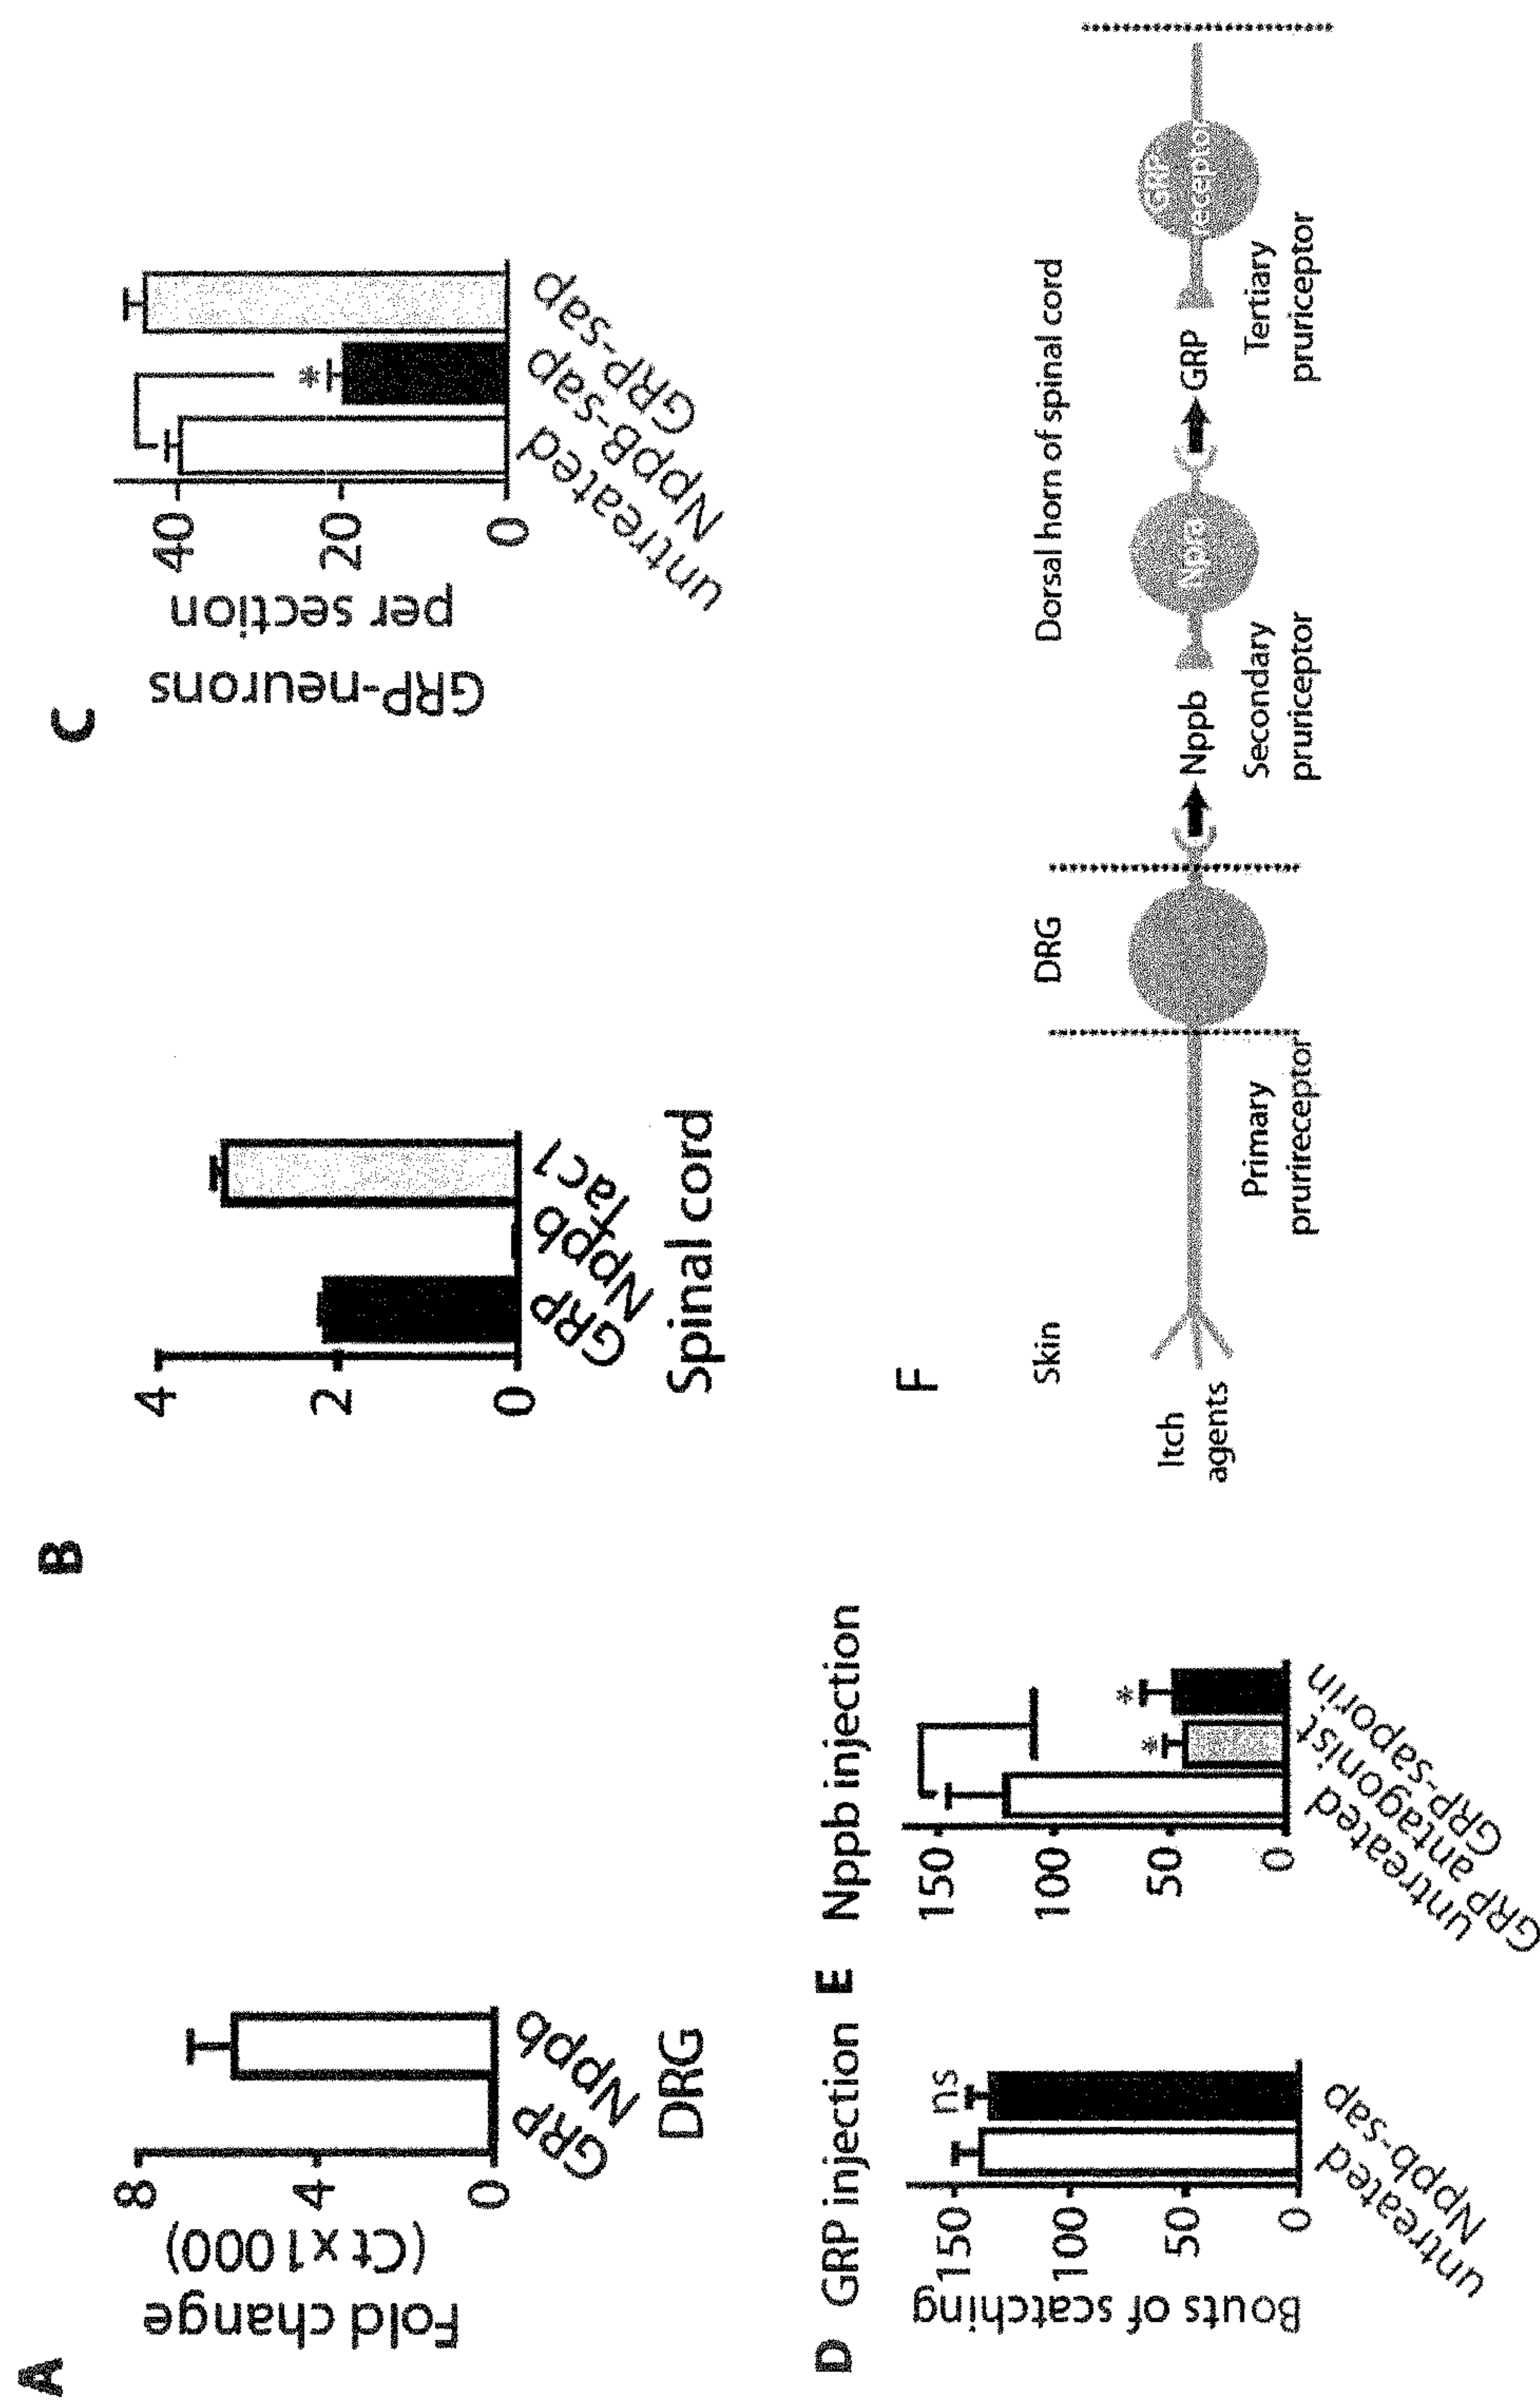 A
Fold change
(Ct x1000)
8
4
0
GRP
Nppb
DRG
B
4
2
0
GRP
Nppb
Tac1
Spinal cord
C
GRP-neurons
per section
40
20
0
*
untreated
NppB-sap
GRP-sap
D GRP injection
Bouts of scatching
150
100
50
0
ns
untreated
Nppb-sap
E Nppb injection
150
100
50
0
*
*
untreated
GRP antagonist
GRP-saporin
F
Skin
DRG
Dorsal horn of spinal cord
Itch
agents
Nppb
Npra
GRP
GRP
receptor
Primary
prurireceptor
Secondary
pruriceptor
Tertiary
pruriceptor